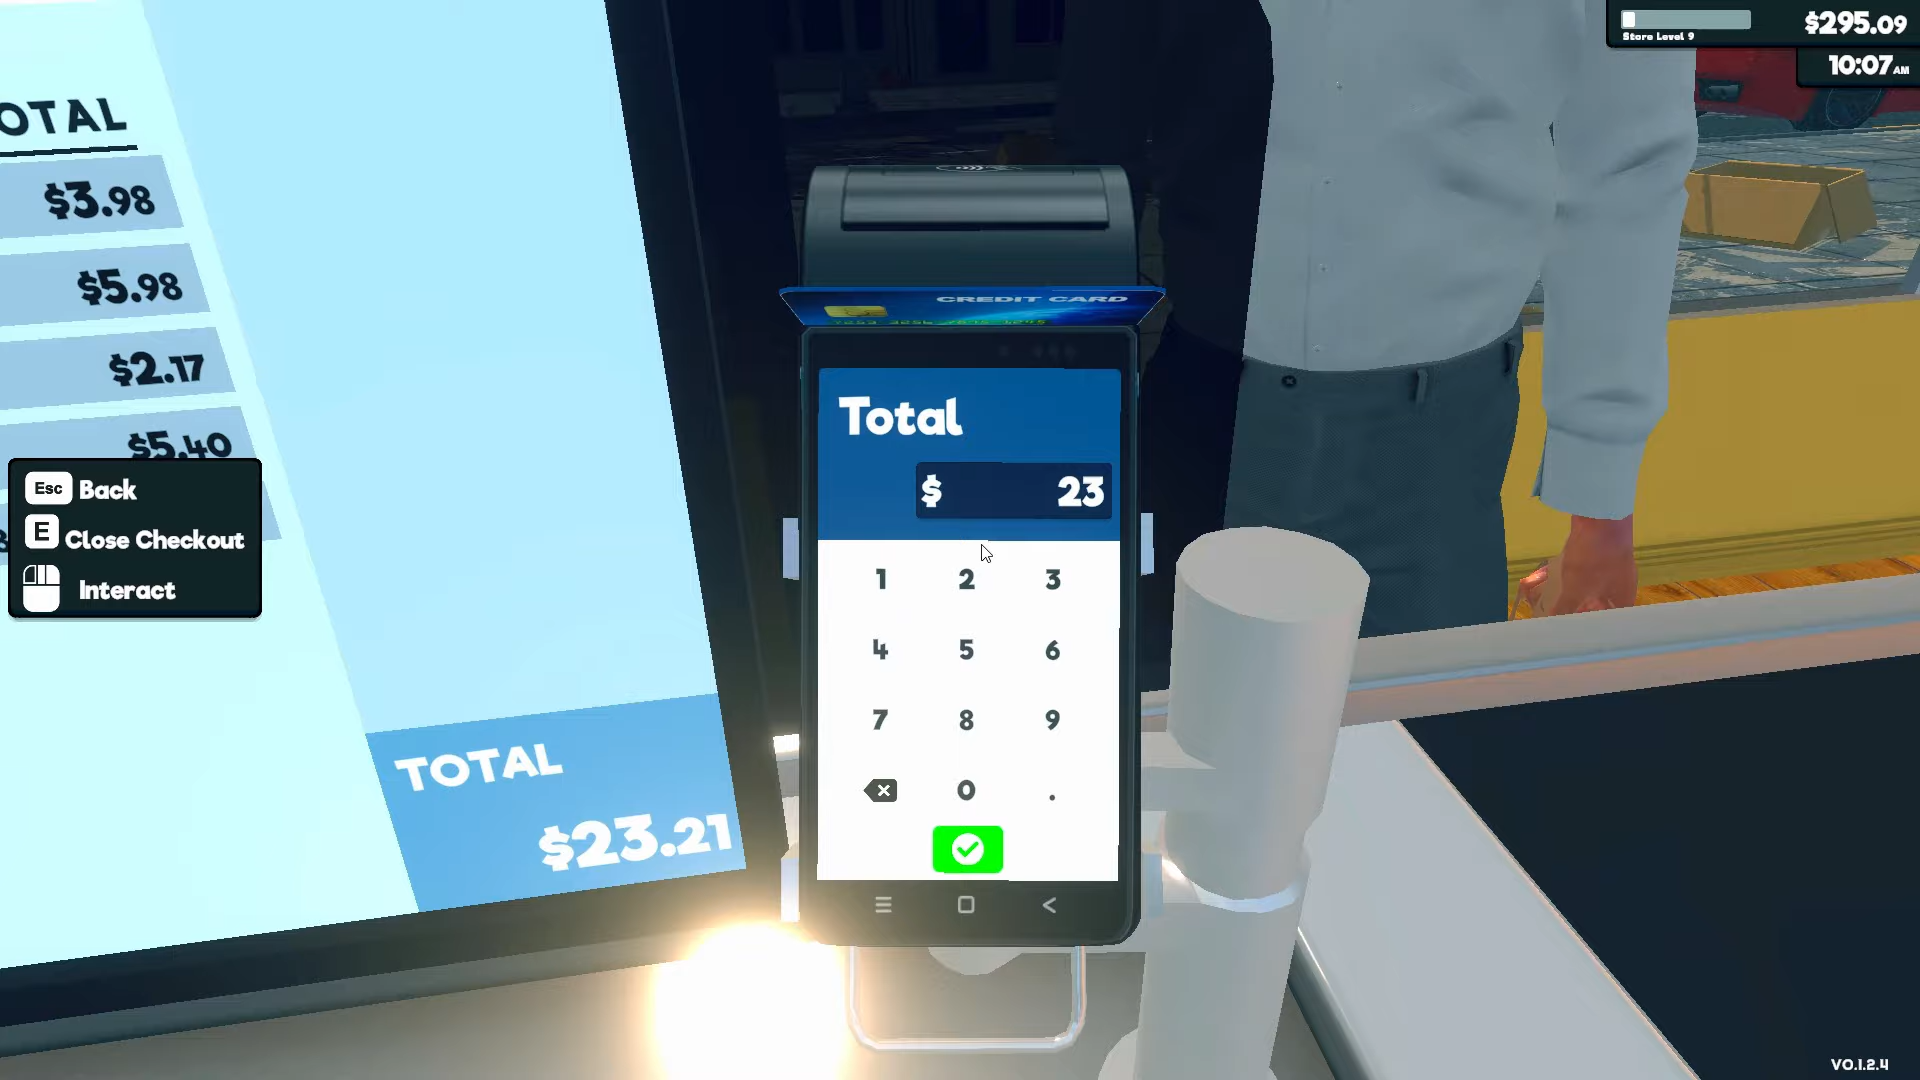 $295.09
Store Level 9
10:07AM
OTAL
$3.98
$5.98
$2.17
$5.40
Esc Back
E Close Checkout
Interact
TOTAL
$23.21
CREDIT CARD
Total
$ 23
1 2 3
4 5 6
7 8 9
0 .
V0.1.2.4